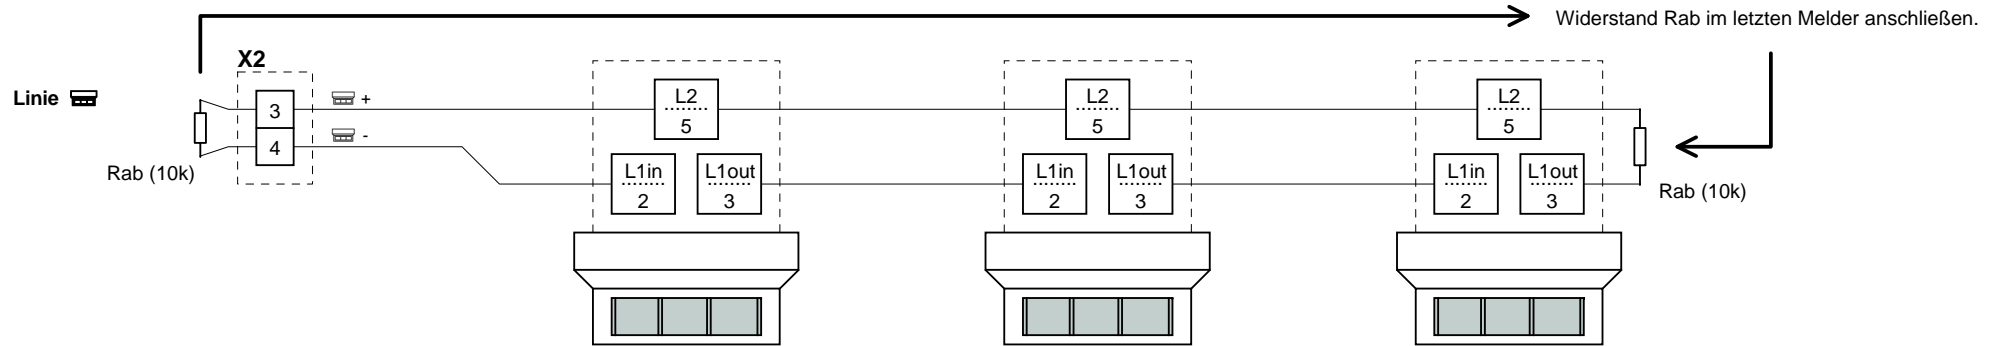 Widerstand Rab im letzten Melder anschließen.
X2
Linie
3
+
4
-
Rab (10k)
L2
5
L1in
2
L1out
3
L2
5
L1in
2
L1out
3
L2
5
L1in
2
L1out
3
Rab (10k)